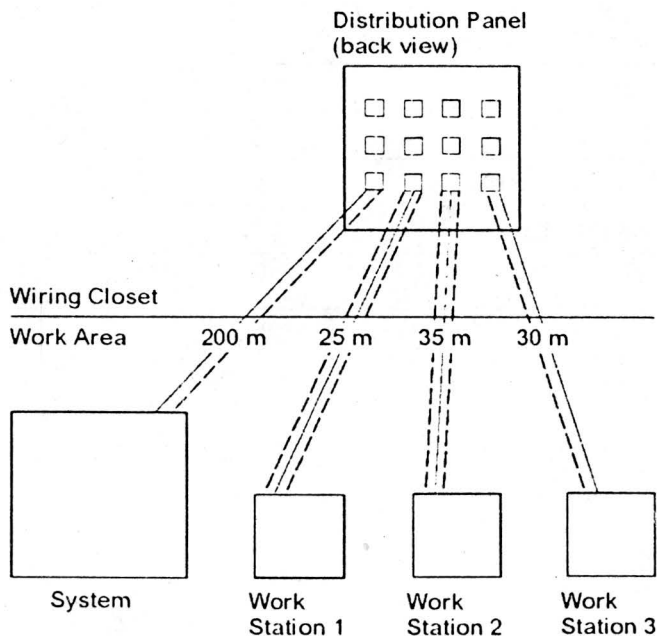 Distribution Panel
(back view)
Wiring Closet
Work Area 200 m 25 m 35 m 30 m
System
Work
Station 1
Work
Station 2
Work
Station 3